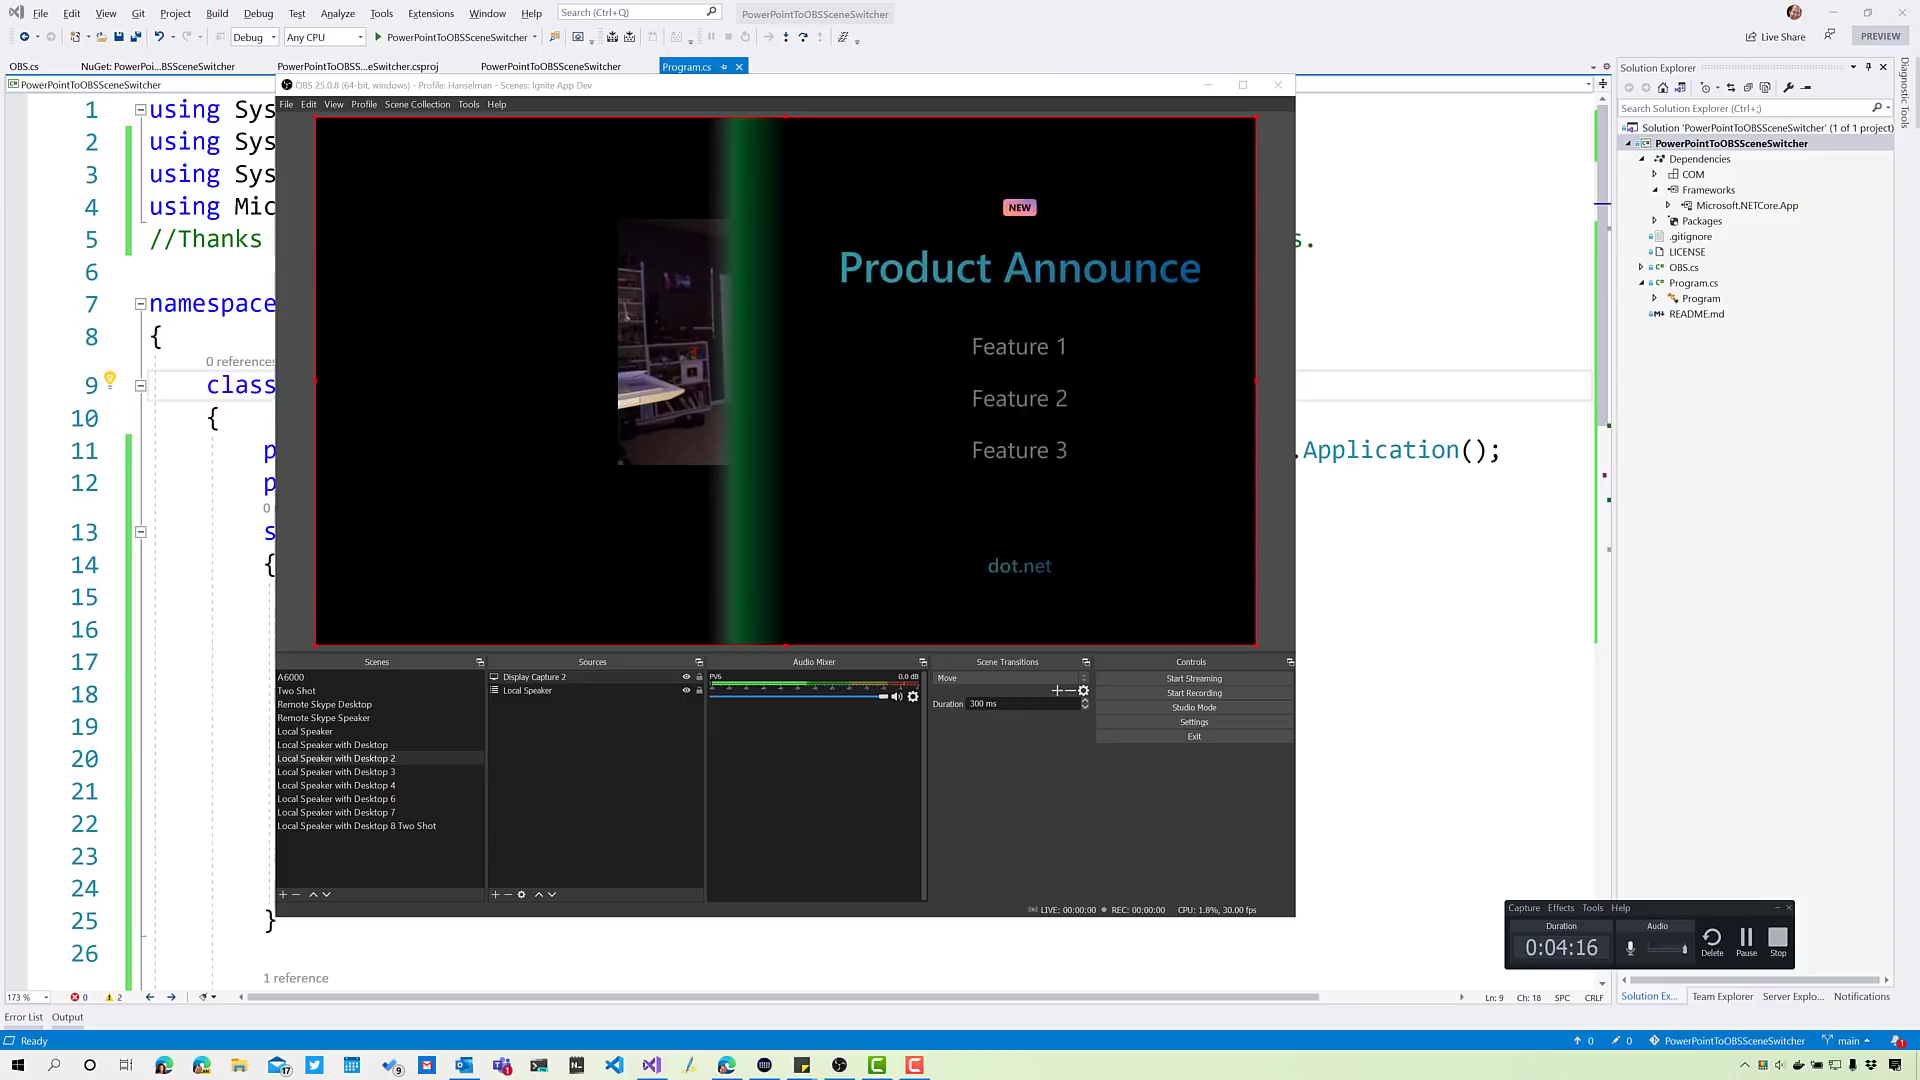 File Edit View Git Project Build Debug Test Analyze Tools Extensions Window Help Search (Ctrl+Q) PowerPointToOBSSceneSwitcher
Debug Any CPU PowerPointToOBSSceneSwitcher Live Share PREVIEW
OBS.cs NuGet: PowerPoi...BSSceneSwitcher PowerPointToOBSS...eSwitcher.csproj PowerPointToOBSSceneSwitcher Program.cs
PowerPointToOBSSceneSwitcher
1 using Sys
2 using Sys
3 using Sys
4 using Mic
5 //Thanks s.
6
7 namespace
8 {
0 references
9 class
10 {
11 p .Application();
12 p
0
13 s
14 {
15
16
17
18
19
20
21
22
23
24
25 }
26
1 reference
OBS 25.0.8 (64-bit, windows) - Profile: Hanselman - Scenes: Ignite App Dev
File Edit View Profile Scene Collection Tools Help
NEW
Product Announce
Feature 1
Feature 2
Feature 3
dot.net
Scenes Sources Audio Mixer Scene Transitions Controls
A6000
Two Shot
Remote Skype Desktop
Remote Skype Speaker
Local Speaker
Local Speaker with Desktop
Local Speaker with Desktop 2
Local Speaker with Desktop 3
Local Speaker with Desktop 4
Local Speaker with Desktop 6
Local Speaker with Desktop 7
Local Speaker with Desktop 8 Two Shot
Display Capture 2
Local Speaker
PV6 0.0 dB
Move
Duration 300 ms
Start Streaming
Start Recording
Studio Mode
Settings
Exit
LIVE: 00:00:00 REC: 00:00:00 CPU: 1.8%, 30.00 fps
Solution Explorer
Search Solution Explorer (Ctrl+;)
Solution 'PowerPointToOBSSceneSwitcher' (1 of 1 project)
PowerPointToOBSSceneSwitcher
Dependencies
COM
Frameworks
Microsoft.NETCore.App
Packages
.gitignore
LICENSE
OBS.cs
Program.cs
Program
README.md
Diagnostic Tools
Capture Effects Tools Help
Duration Audio
0:04:16
Delete Pause Stop
173 % 0 2 Ln: 9 Ch: 18 SPC CRLF
Solution Ex... Team Explorer Server Explo... Notifications
Error List Output
Ready 0 0 PowerPointToOBSSceneSwitcher main 1
17 9 1